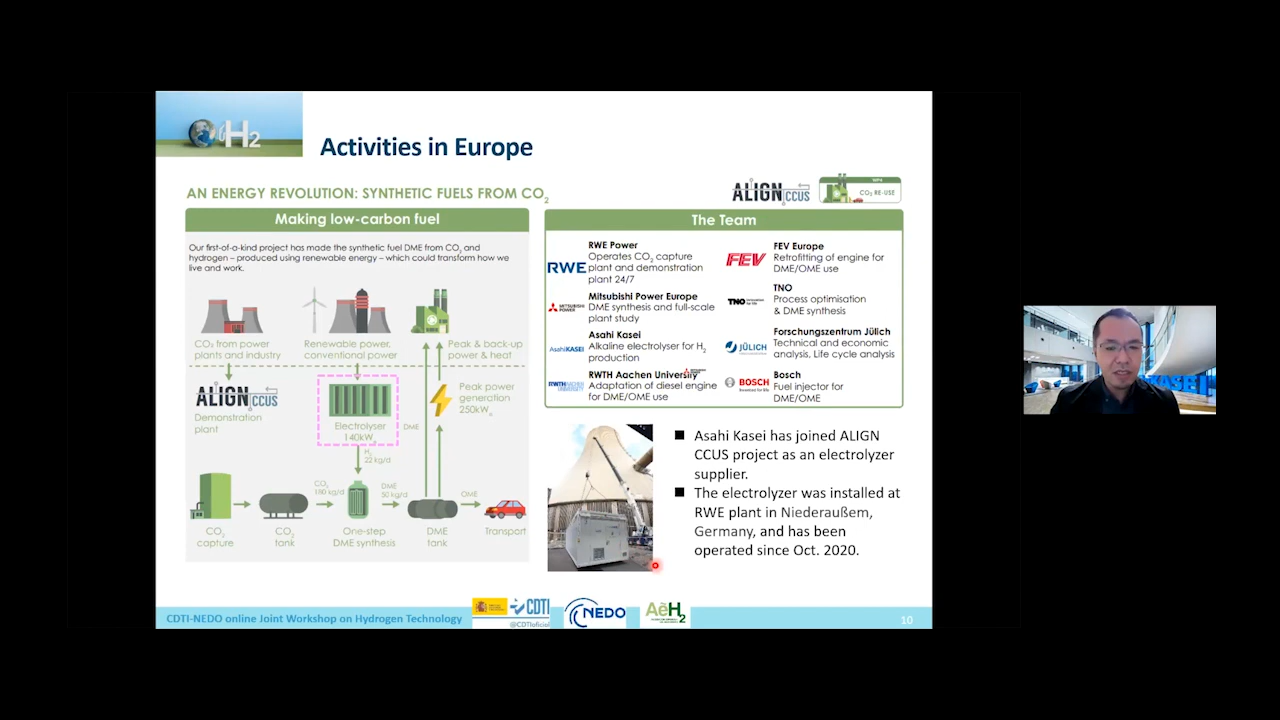 H2
Activities in Europe
AN ENERGY REVOLUTION: SYNTHETIC FUELS FROM CO2
ALIGN CCUS
CO2 RE-USE
Making low-carbon fuel
Our first-of-a-kind project has made the synthetic fuel DME from CO2 and
hydrogen – produced using renewable energy – which could transform how we
live and work.
CO2 from power
plants and industry
Renewable power,
conventional power
Peak & back-up
power & heat
ALIGN CCUS
Demonstration
plant
Electrolyser
140kWe
DME
Peak power
generation
250kWe
H2
22 kg/d
CO2
180 kg/d
DME
50 kg/d
OME
CO2
capture
CO2
tank
One-step
DME synthesis
DME
tank
Transport
The Team
RWE
RWE Power
Operates CO2 capture
plant and demonstration
plant 24/7
MITSUBISHI
POWER
Mitsubishi Power Europe
DME synthesis and full-scale
plant study
AsahiKASEI
Asahi Kasei
Alkaline electrolyser for H2
production
RWTH AACHEN
UNIVERSITY
RWTH Aachen University
Adaptation of diesel engine
for DME/OME use
FEV
FEV Europe
Retrofitting of engine for
DME/OME use
TNO innovation
for life
TNO
Process optimisation
& DME synthesis
JÜLICH
Forschungszentrum Jülich
Technical and economic
analysis, Life cycle analysis
BOSCH
Bosch
Fuel injector for
DME/OME
Asahi Kasei has joined ALIGN
CCUS project as an electrolyzer
supplier.
The electrolyzer was installed at
RWE plant in Niederaußem,
Germany, and has been
operated since Oct. 2020.
CDTI-NEDO online Joint Workshop on Hydrogen Technology
CDTI
@CDTIoficial
NEDO
AeH2
10
KASEI